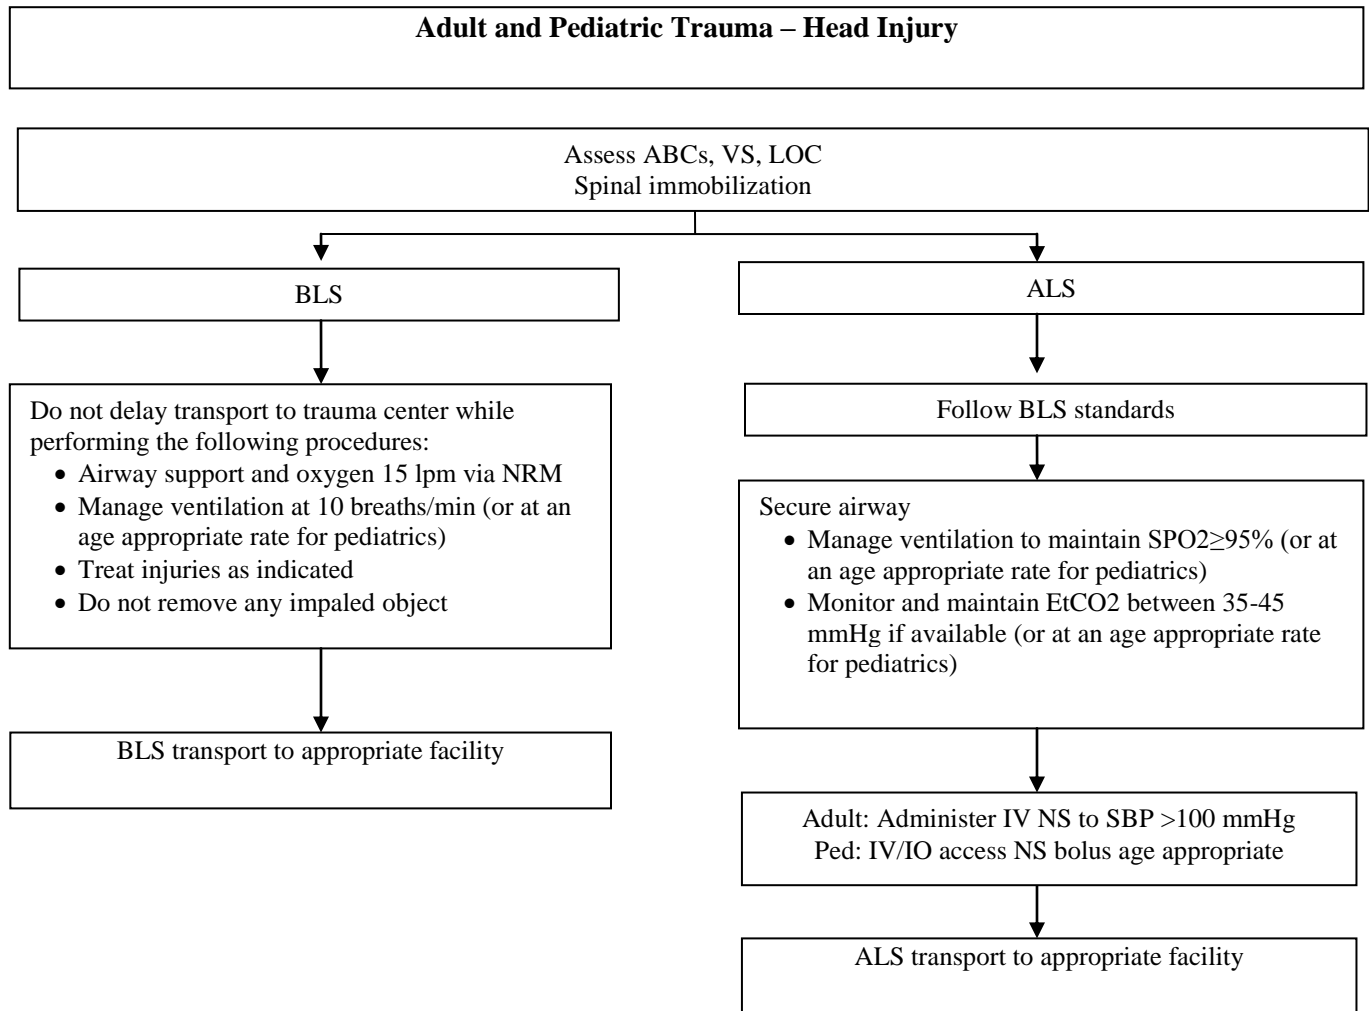 Adult and Pediatric Trauma – Head Injury
Assess ABCs, VS, LOC
Spinal immobilization
BLS
Do not delay transport to trauma center while
performing the following procedures:
• Airway support and oxygen 15 lpm via NRM
• Manage ventilation at 10 breaths/min (or at an
age appropriate rate for pediatrics)
• Treat injuries as indicated
• Do not remove any impaled object
BLS transport to appropriate facility
ALS
Follow BLS standards
Secure airway
• Manage ventilation to maintain SPO2≥95% (or at
an age appropriate rate for pediatrics)
• Monitor and maintain EtCO2 between 35-45
mmHg if available (or at an age appropriate rate
for pediatrics)
Adult: Administer IV NS to SBP >100 mmHg
Ped: IV/IO access NS bolus age appropriate
ALS transport to appropriate facility